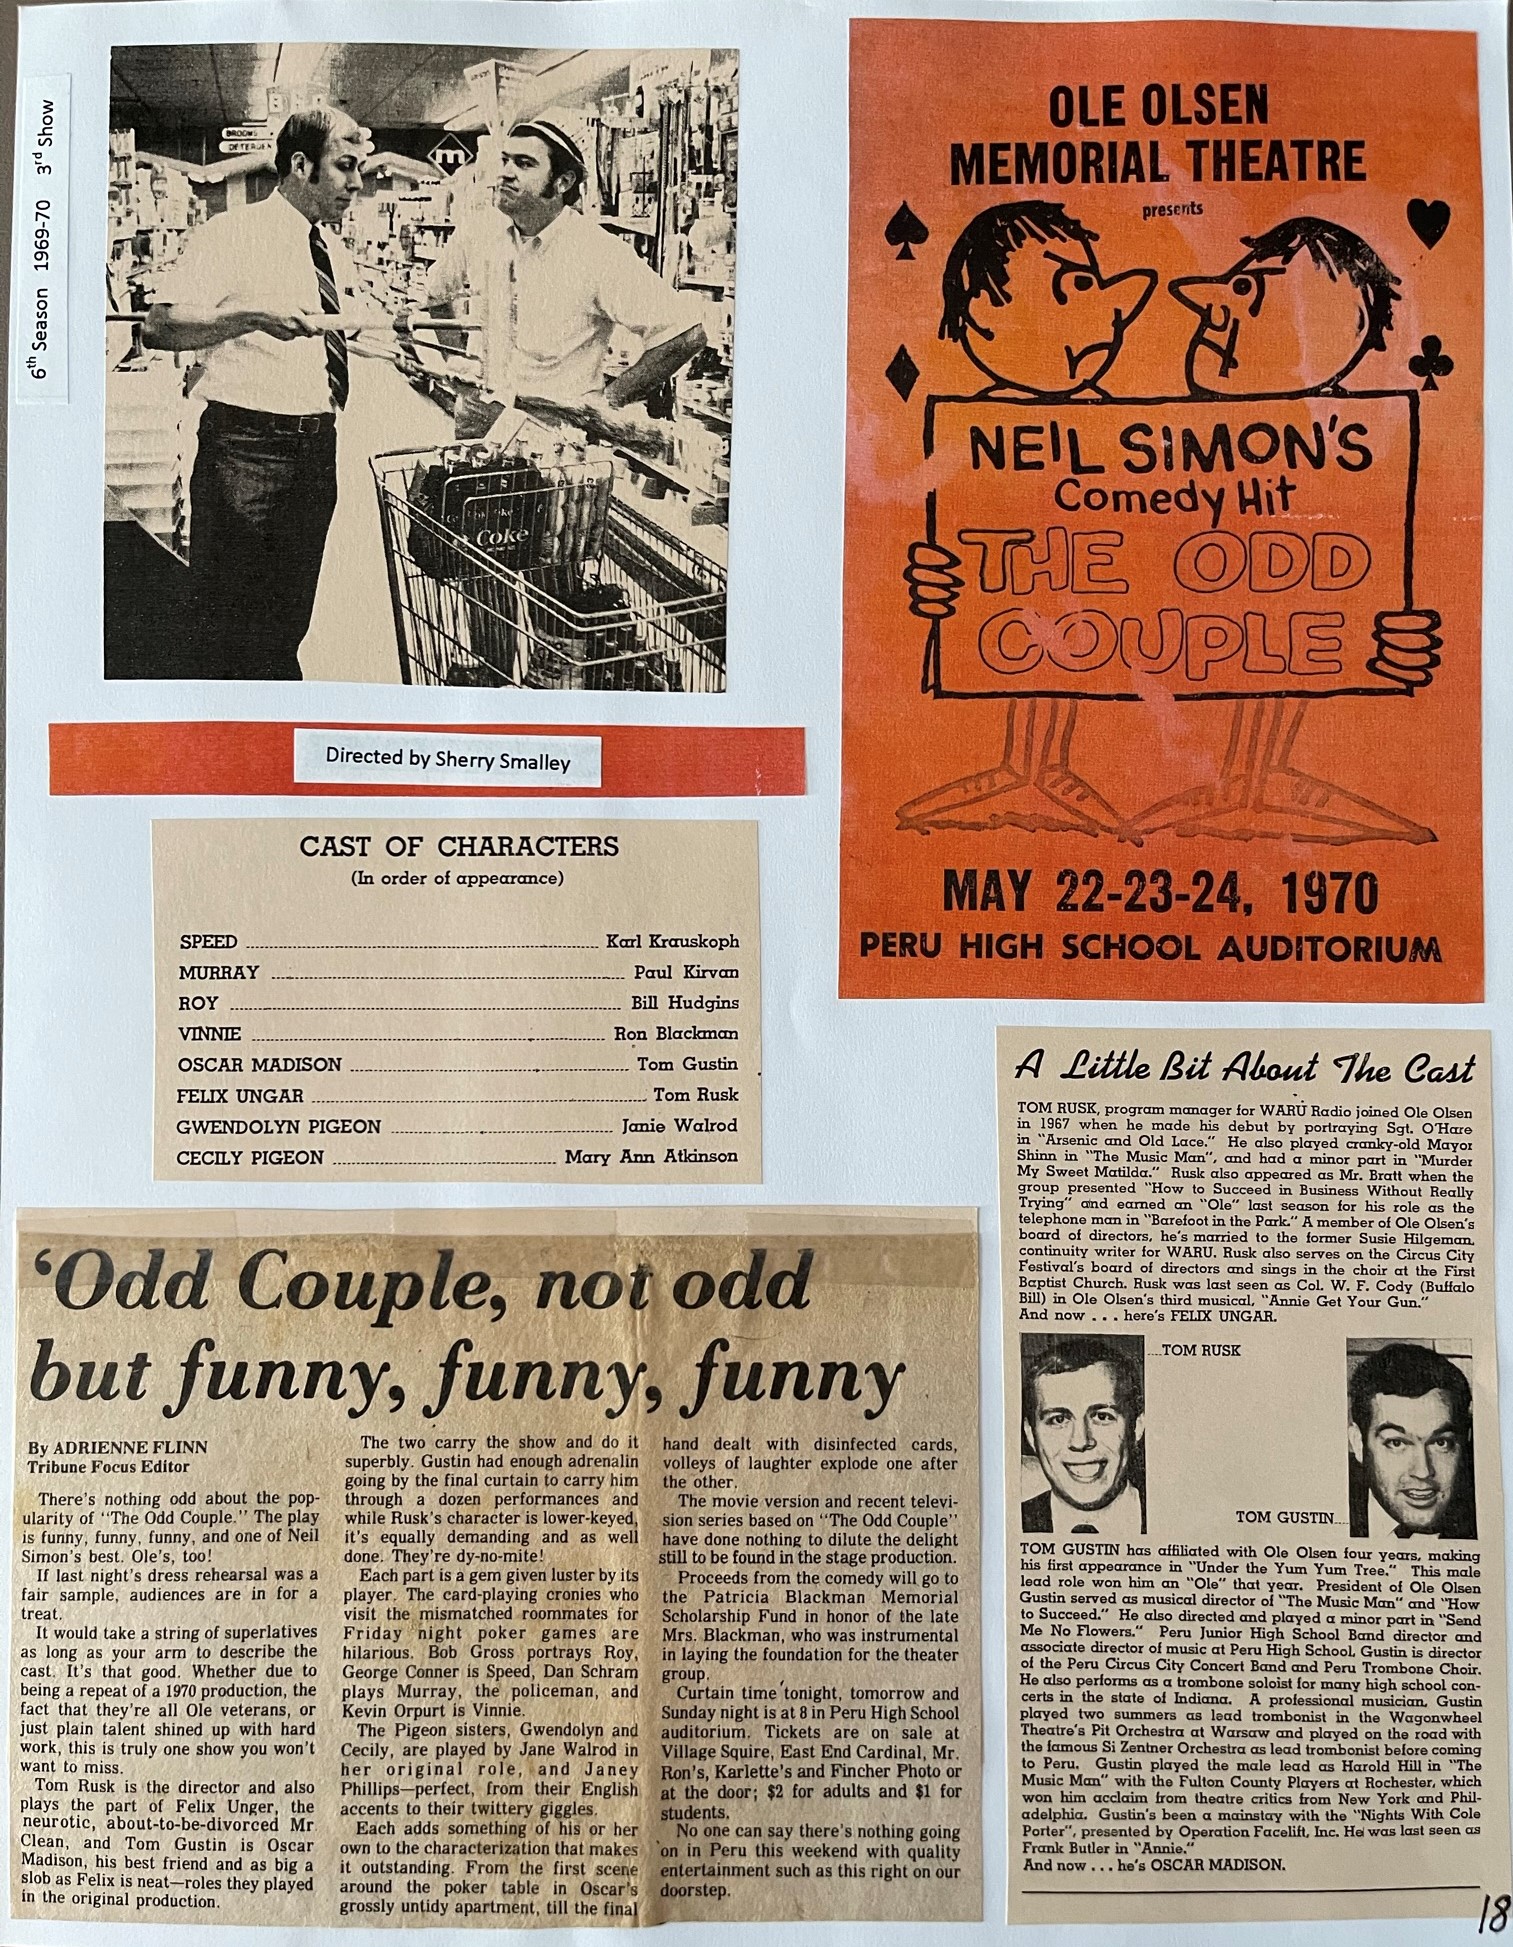 6th Season 1969-70 3rd Show
BROOMS
DETERGEN
m
Coke
OLE OLSEN
MEMORIAL THEATRE
presents
NEIL SIMON'S
Comedy Hit
THE ODD
COUPLE
MAY 22-23-24, 1970
PERU HIGH SCHOOL AUDITORIUM
Directed by Sherry Smalley
CAST OF CHARACTERS
(In order of appearance)
SPEED Karl Krauskoph
MURRAY Paul Kirvan
ROY Bill Hudgins
VINNIE Ron Blackman
OSCAR MADISON Tom Gustin
FELIX UNGAR Tom Rusk
GWENDOLYN PIGEON Janie Walrod
CECILY PIGEON Mary Ann Atkinson
'Odd Couple, not odd
but funny, funny, funny
By ADRIENNE FLINN
Tribune Focus Editor
There's nothing odd about the pop-
ularity of "The Odd Couple." The play
is funny, funny, funny, and one of Neil
Simon's best. Ole's, too!
If last night's dress rehearsal was a
fair sample, audiences are in for a
treat.
It would take a string of superlatives
as long as your arm to describe the
cast. It's that good. Whether due to
being a repeat of a 1970 production, the
fact that they're all Ole veterans, or
just plain talent shined up with hard
work, this is truly one show you won't
want to miss.
Tom Rusk is the director and also
plays the part of Felix Unger, the
neurotic, about-to-be-divorced Mr.
Clean, and Tom Gustin is Oscar
Madison, his best friend and as big a
slob as Felix is neat—roles they played
in the original production.
The two carry the show and do it
superbly. Gustin had enough adrenalin
going by the final curtain to carry him
through a dozen performances and
while Rusk's character is lower-keyed,
it's equally demanding and as well
done. They're dy-no-mite!
Each part is a gem given luster by its
player. The card-playing cronies who
visit the mismatched roommates for
Friday night poker games are
hilarious. Bob Gross portrays Roy,
George Conner is Speed, Dan Schram
plays Murray, the policeman, and
Kevin Orpurt is Vinnie.
The Pigeon sisters, Gwendolyn and
Cecily, are played by Jane Walrod in
her original role, and Janey
Phillips—perfect, from their English
accents to their twittery giggles.
Each adds something of his or her
own to the characterization that makes
it outstanding. From the first scene
around the poker table in Oscar's
grossly untidy apartment, till the final
hand dealt with disinfected cards,
volleys of laughter explode one after
the other.
The movie version and recent televi-
sion series based on "The Odd Couple"
have done nothing to dilute the delight
still to be found in the stage production.
Proceeds from the comedy will go to
the Patricia Blackman Memorial
Scholarship Fund in honor of the late
Mrs. Blackman, who was instrumental
in laying the foundation for the theater
group.
Curtain time tonight, tomorrow and
Sunday night is at 8 in Peru High School
auditorium. Tickets are on sale at
Village Squire, East End Cardinal, Mr.
Ron's, Karlette's and Fincher Photo or
at the door; $2 for adults and $1 for
students.
No one can say there's nothing going
on in Peru this weekend with quality
entertainment such as this right on our
doorstep.
A Little Bit About The Cast
TOM RUSK, program manager for WARU Radio joined Ole Olsen
in 1967 when he made his debut by portraying Sgt. O'Hare
in "Arsenic and Old Lace." He also played cranky-old Mayor
Shinn in "The Music Man", and had a minor part in "Murder
My Sweet Matilda." Rusk also appeared as Mr. Bratt when the
group presented "How to Succeed in Business Without Really
Trying" and earned an "Ole" last season for his role as the
telephone man in "Barefoot in the Park." A member of Ole Olsen's
board of directors, he's married to the former Susie Hilgeman,
continuity writer for WARU. Rusk also serves on the Circus City
Festival's board of directors and sings in the choir at the First
Baptist Church. Rusk was last seen as Col. W. F. Cody (Buffalo
Bill) in Ole Olsen's third musical, "Annie Get Your Gun."
And now . . . here's FELIX UNGAR.
TOM RUSK
TOM GUSTIN
TOM GUSTIN has affiliated with Ole Olsen four years, making
his first appearance in "Under the Yum Yum Tree." This male
lead role won him an "Ole" that year. President of Ole Olsen
Gustin served as musical director of "The Music Man" and "How
to Succeed." He also directed and played a minor part in "Send
Me No Flowers." Peru Junior High School Band director and
associate director of music at Peru High School, Gustin is director
of the Peru Circus City Concert Band and Peru Trombone Choir.
He also performs as a trombone soloist for many high school con-
certs in the state of Indiana. A professional musician, Gustin
played two summers as lead trombonist in the Wagonwheel
Theatre's Pit Orchestra at Warsaw and played on the road with
the famous Si Zentner Orchestra as lead trombonist before coming
to Peru. Gustin played the male lead as Harold Hill in "The
Music Man" with the Fulton County Players at Rochester, which
won him acclaim from theatre critics from New York and Phil-
adelphia. Gustin's been a mainstay with the "Nights With Cole
Porter", presented by Operation Facelift, Inc. He was last seen as
Frank Butler in "Annie."
And now . . . he's OSCAR MADISON.
18